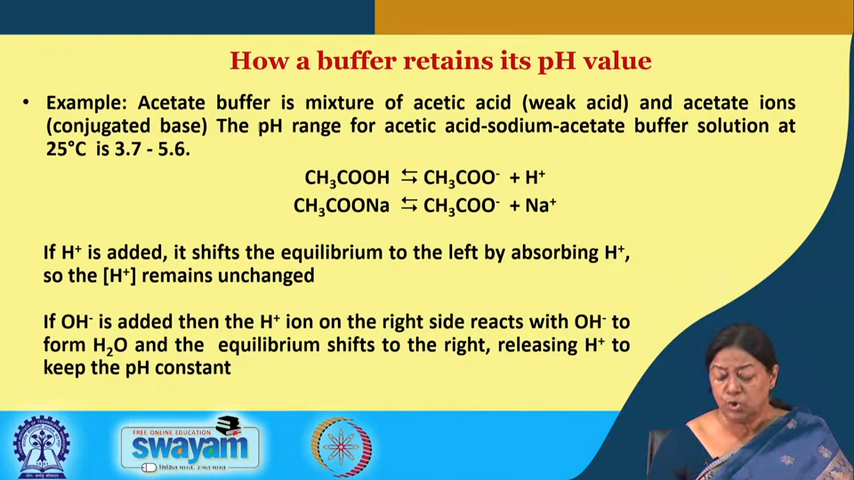 How a buffer retains its pH value
• Example: Acetate buffer is mixture of acetic acid (weak acid) and acetate ions
(conjugated base) The pH range for acetic acid-sodium-acetate buffer solution at
25°C is 3.7 - 5.6.
CH₃COOH ⇆ CH₃COO⁻ + H⁺
CH₃COONa ⇆ CH₃COO⁻ + Na⁺
If H⁺ is added, it shifts the equilibrium to the left by absorbing H⁺,
so the [H⁺] remains unchanged
If OH⁻ is added then the H⁺ ion on the right side reacts with OH⁻ to
form H₂O and the equilibrium shifts to the right, releasing H⁺ to
keep the pH constant
FREE ONLINE EDUCATION
swayam